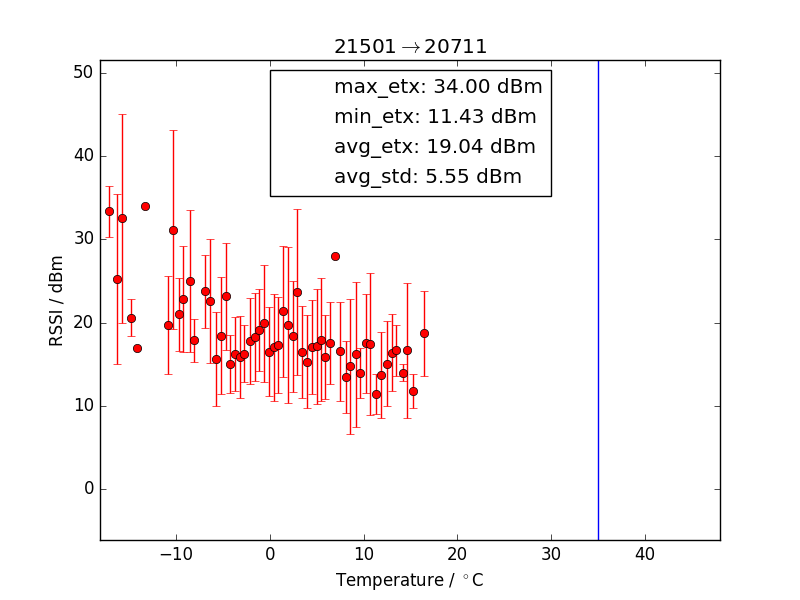 21501→20711
max_etx: 34.00 dBm
min_etx: 11.43 dBm
avg_etx: 19.04 dBm
avg_std: 5.55 dBm
RSSI / dBm
50
40
30
20
10
0
−10 0 10 20 30 40
Temperature / °C